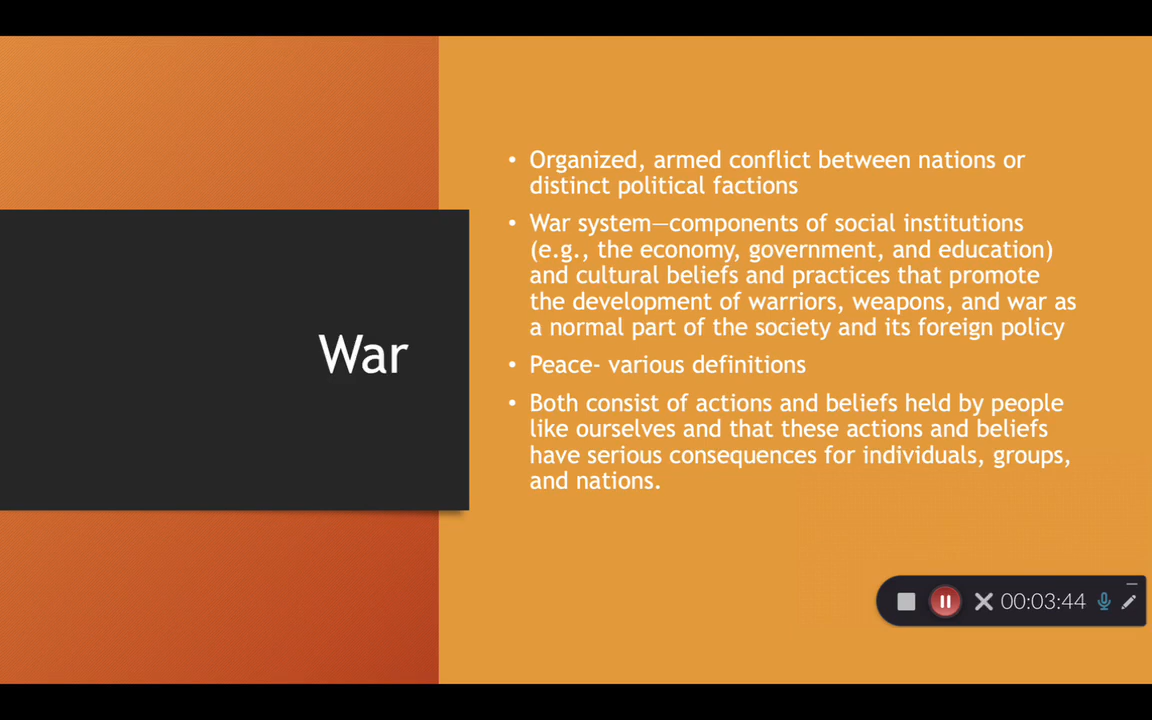 War
• Organized, armed conflict between nations or
distinct political factions
• War system—components of social institutions
(e.g., the economy, government, and education)
and cultural beliefs and practices that promote
the development of warriors, weapons, and war as
a normal part of the society and its foreign policy
• Peace- various definitions
• Both consist of actions and beliefs held by people
like ourselves and that these actions and beliefs
have serious consequences for individuals, groups,
and nations.
00:03:44